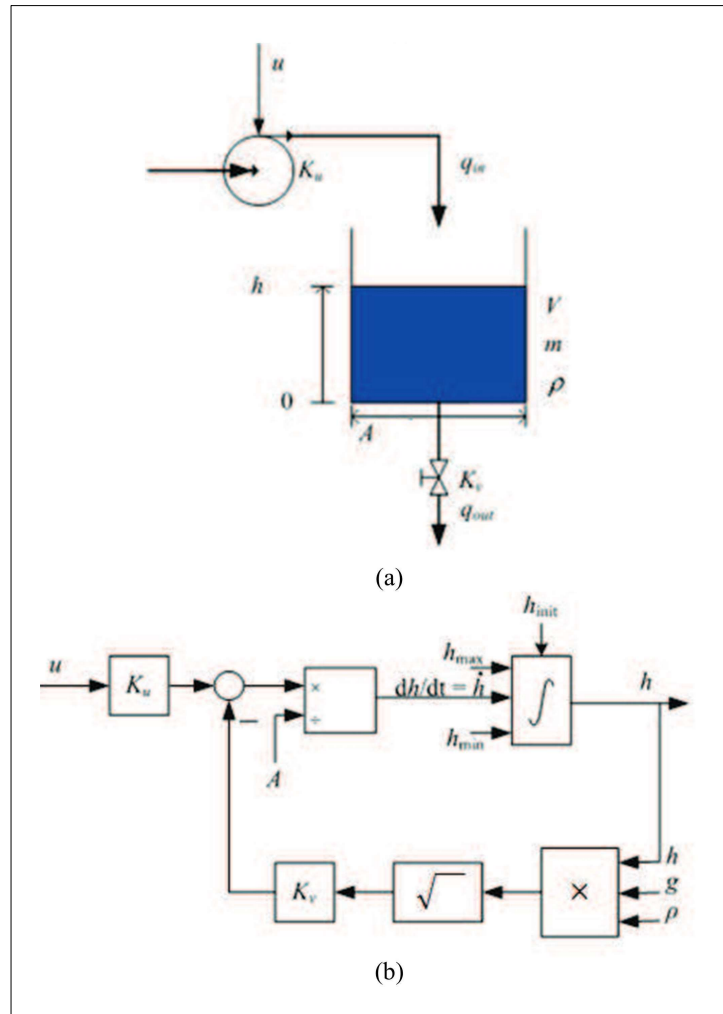 u
K_u
q_in
h
V
m
ρ
0
A
K_v
q_out
(a)
h_init
u
K_u
h_max
h
×
dh/dt = ḣ
∫
÷
−
h_min
A
h
K_v
√
×
g
ρ
(b)